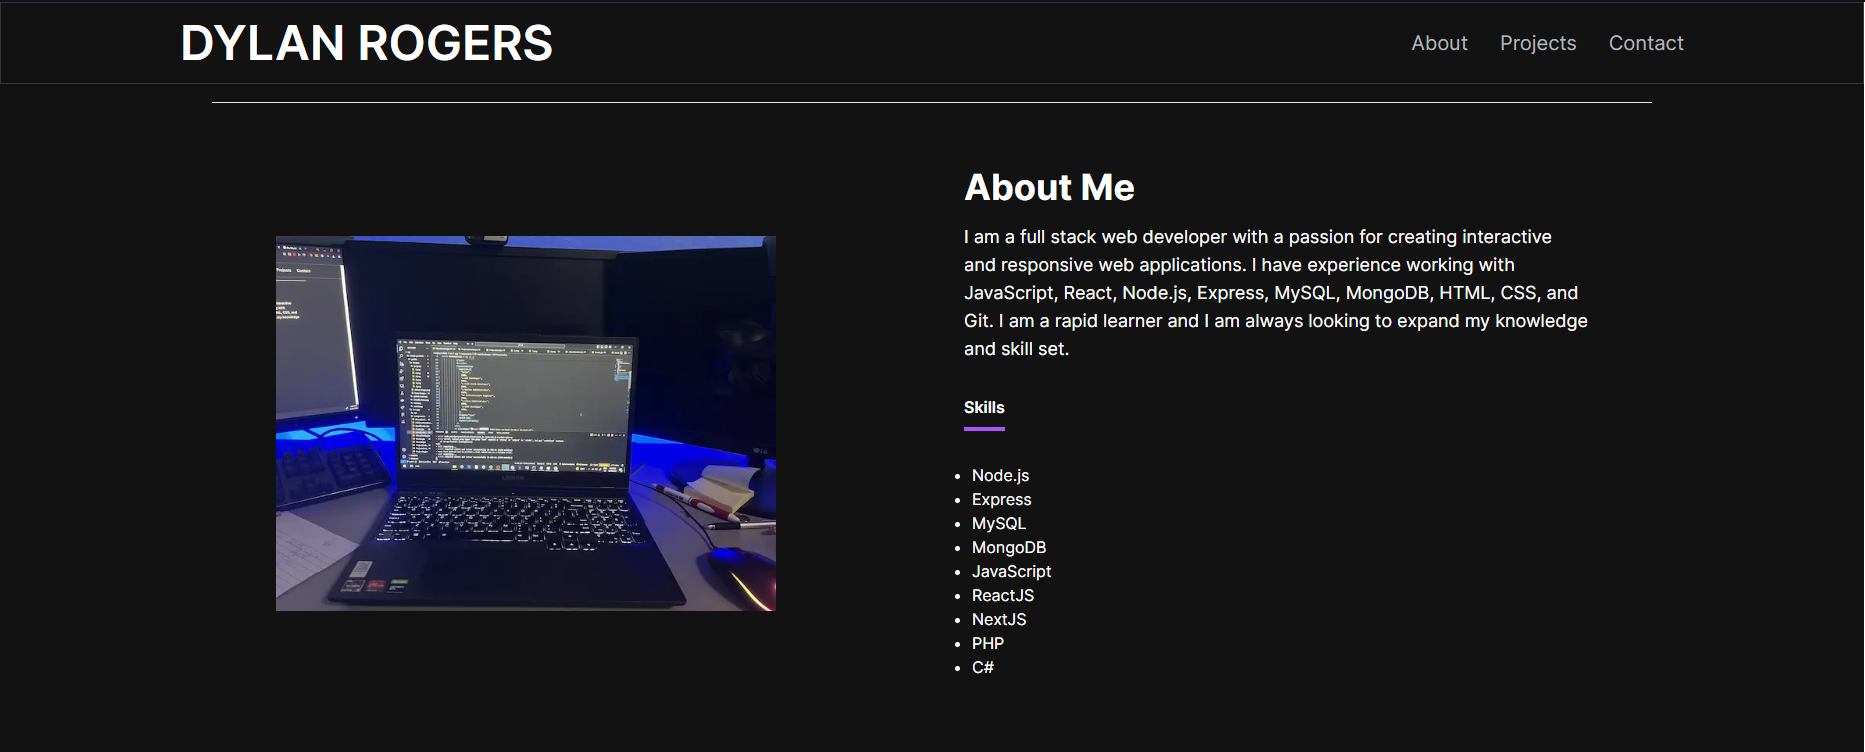 DYLAN ROGERS
About
Projects
Contact
About Me
I am a full stack web developer with a passion for creating interactive
and responsive web applications. I have experience working with
JavaScript, React, Node.js, Express, MySQL, MongoDB, HTML, CSS, and
Git. I am a rapid learner and I am always looking to expand my knowledge
and skill set.
Skills
Node.js
Express
MySQL
MongoDB
JavaScript
ReactJS
NextJS
PHP
C#